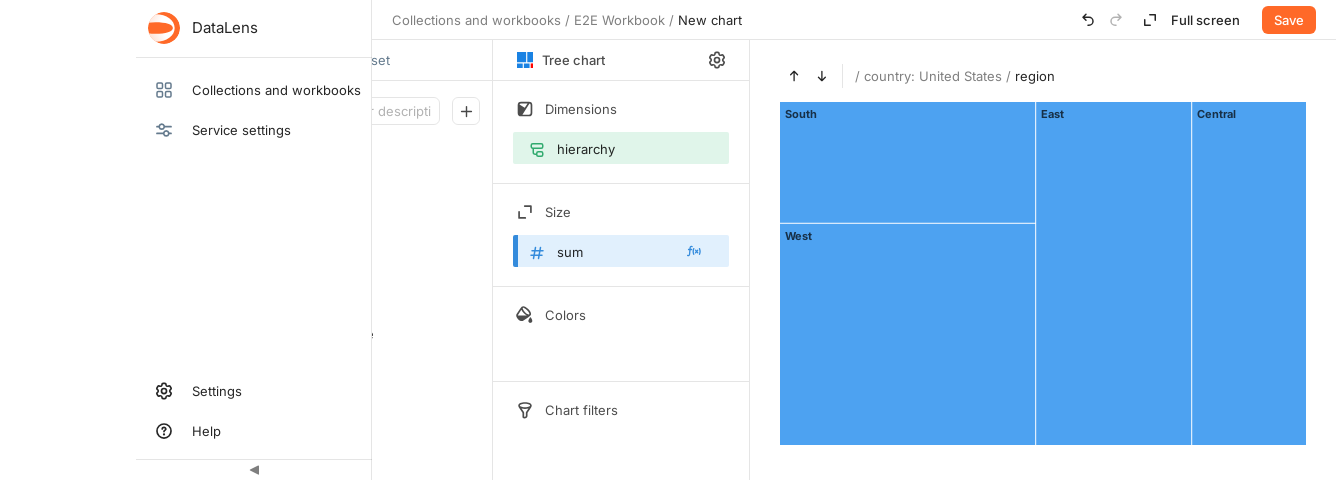 DataLens
Collections and workbooks
Service settings
Settings
Help
Collections and workbooks / E2E Workbook / New chart
Full screen
Save
set
r descripti
Tree chart
Dimensions
hierarchy
Size
sum
ƒ(x)
Colors
Chart filters
/ country: United States / region
South
East
Central
West